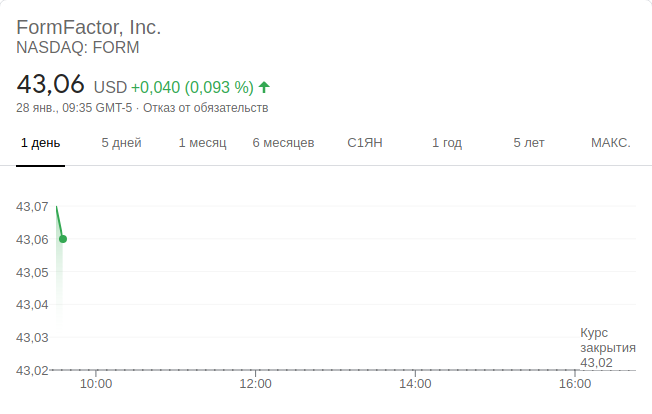 FormFactor, Inc.
NASDAQ: FORM
43,06 USD +0,040 (0,093 %)
28 янв., 09:35 GMT-5 · Отказ от обязательств
1 день 5 дней 1 месяц 6 месяцев С1ЯН 1 год 5 лет МАКС.
43,07
43,06
43,05
43,04
43,03
Курс
закрытия
43,02
43,02
10:00 12:00 14:00 16:00